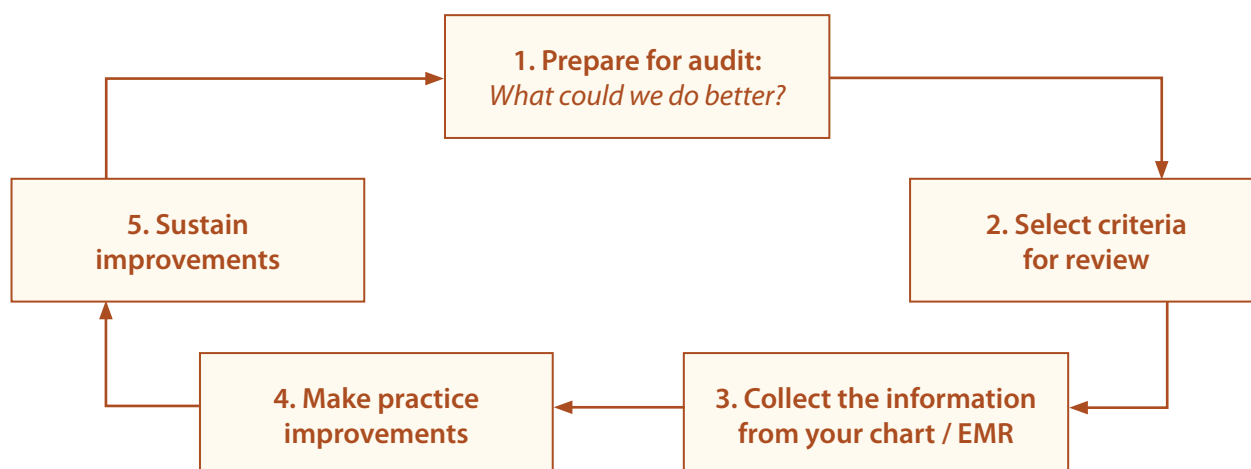 1. Prepare for audit:
What could we do better?
2. Select criteria
for review
3. Collect the information
from your chart / EMR
4. Make practice
improvements
5. Sustain
improvements